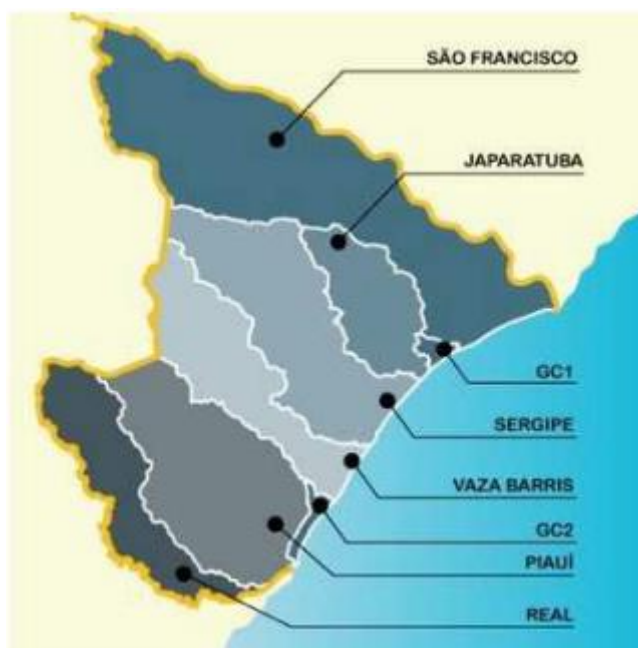 SÃO FRANCISCO
JAPARATUBA
GC1
SERGIPE
VAZA BARRIS
GC2
PIAUÍ
REAL